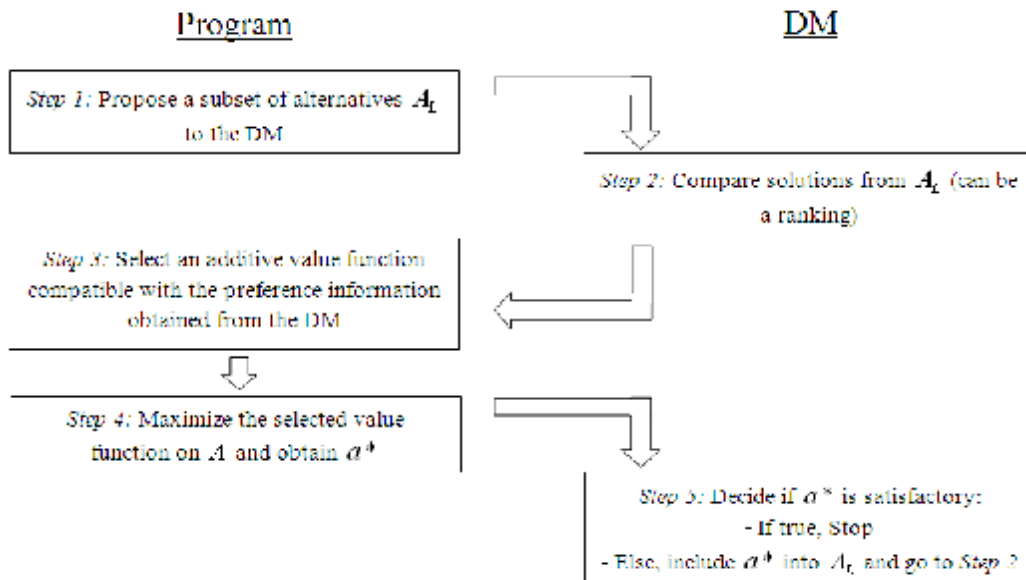 Program
DM
Step 1: Propose a subset of alternatives A_L
to the DM
Step 2: Compare solutions from A_L (can be
a ranking)
Step 3: Select an additive value function
compatible with the preference information
obtained from the DM
Step 4: Maximize the selected value
function on A and obtain a*
Step 5: Decide if a* is satisfactory:
- If true, Stop
- Else, include a* into A_L and go to Step 2